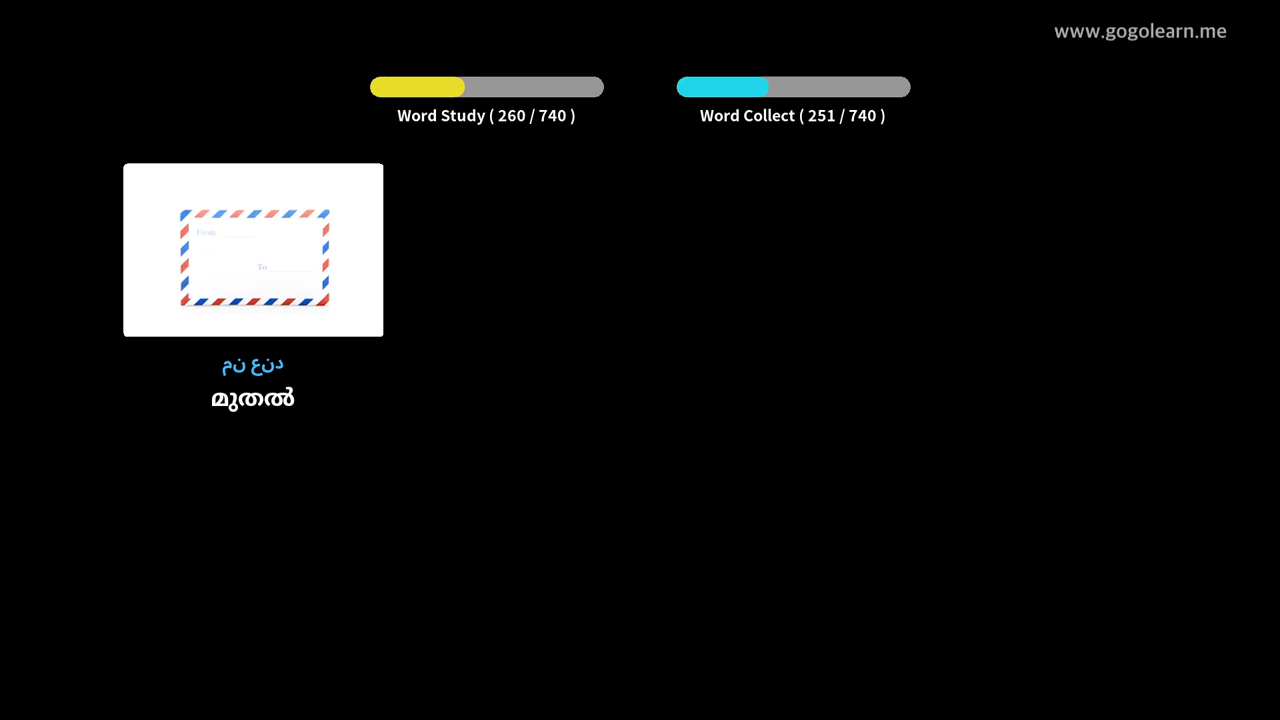 www.gogolearn.me
Word Study ( 260 / 740 )
Word Collect ( 251 / 740 )
From
To
من عند
മുതൽ